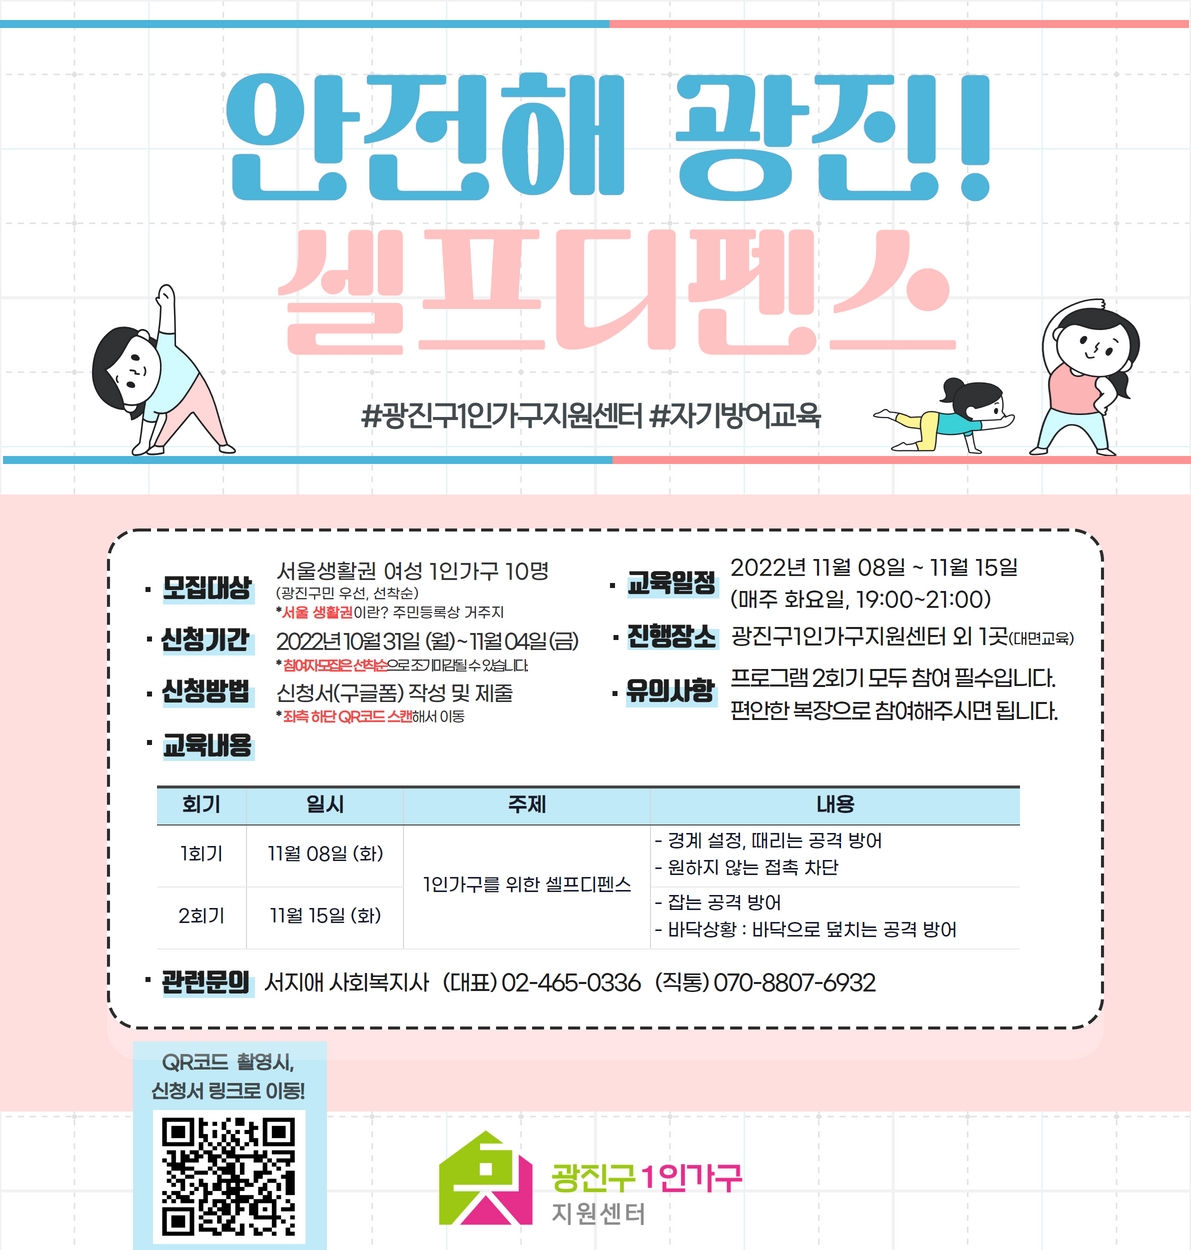 안전해 광진!
셀프디펜스
#광진구1인가구지원센터 #자기방어교육
· 모집대상 서울생활권 여성 1인가구 10명
(광진구민 우선, 선착순)
*서울 생활권이란? 주민등록상 거주지
· 신청기간 2022년 10월 31일 (월) ~ 11월 04일 (금)
* 참여자 모집은 선착순으로 조기 마감될 수 있습니다.
· 신청방법 신청서(구글폼) 작성 및 제줄
* 좌측 하단 QR코드 스캔해서 이동
· 교육일정 2022년 11월 08일 ~ 11월 15일
(매주 화요일, 19:00~21:00)
· 진행장소 광진구1인가구지원센터 외 1곳(대면교육)
· 유의사항 프로그램 2회기 모두 참여 필수입니다.
편안한 복장으로 참여해주시면 됩니다.
· 교육내용
회기 일시 주제 내용
1회기 11월 08일 (화) 1인가구를 위한 셀프디펜스 - 경계 설정, 때리는 공격 방어
- 원하지 않는 접촉 차단
2회기 11월 15일 (화) - 잡는 공격 방어
- 바닥상황 : 바닥으로 덮치는 공격 방어
· 관련문의 서지애 사회복지사 (대표) 02-465-0336 (직통) 070-8807-6932
QR코드 촬영시,
신청서 링크로 이동!
광진구1인가구
지원센터